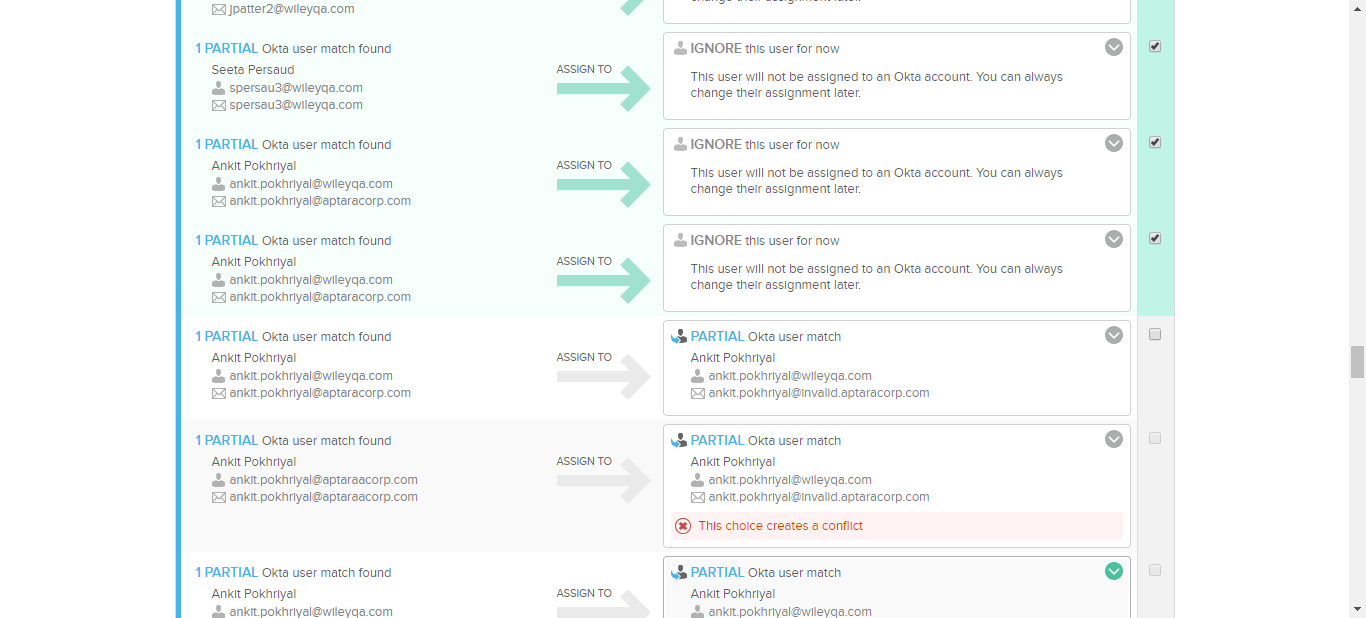 jpatter2@wileyqa.com
change their assignment later.
1 PARTIAL Okta user match found
Seeta Persaud
spersau3@wileyqa.com
spersau3@wileyqa.com
ASSIGN TO
IGNORE this user for now
This user will not be assigned to an Okta account. You can always
change their assignment later.
1 PARTIAL Okta user match found
Ankit Pokhriyal
ankit.pokhriyal@wileyqa.com
ankit.pokhriyal@aptaracorp.com
ASSIGN TO
IGNORE this user for now
This user will not be assigned to an Okta account. You can always
change their assignment later.
1 PARTIAL Okta user match found
Ankit Pokhriyal
ankit.pokhriyal@wileyqa.com
ankit.pokhriyal@aptaracorp.com
ASSIGN TO
IGNORE this user for now
This user will not be assigned to an Okta account. You can always
change their assignment later.
1 PARTIAL Okta user match found
Ankit Pokhriyal
ankit.pokhriyal@wileyqa.com
ankit.pokhriyal@aptaracorp.com
ASSIGN TO
PARTIAL Okta user match
Ankit Pokhriyal
ankit.pokhriyal@wileyqa.com
ankit.pokhriyal@invalid.aptaracorp.com
1 PARTIAL Okta user match found
Ankit Pokhriyal
ankit.pokhriyal@aptaraacorp.com
ankit.pokhriyal@aptaraacorp.com
ASSIGN TO
PARTIAL Okta user match
Ankit Pokhriyal
ankit.pokhriyal@wileyqa.com
ankit.pokhriyal@invalid.aptaracorp.com
This choice creates a conflict
1 PARTIAL Okta user match found
Ankit Pokhriyal
ankit.pokhriyal@wileyqa.com
ASSIGN TO
PARTIAL Okta user match
Ankit Pokhriyal
ankit.pokhriyal@wileyqa.com